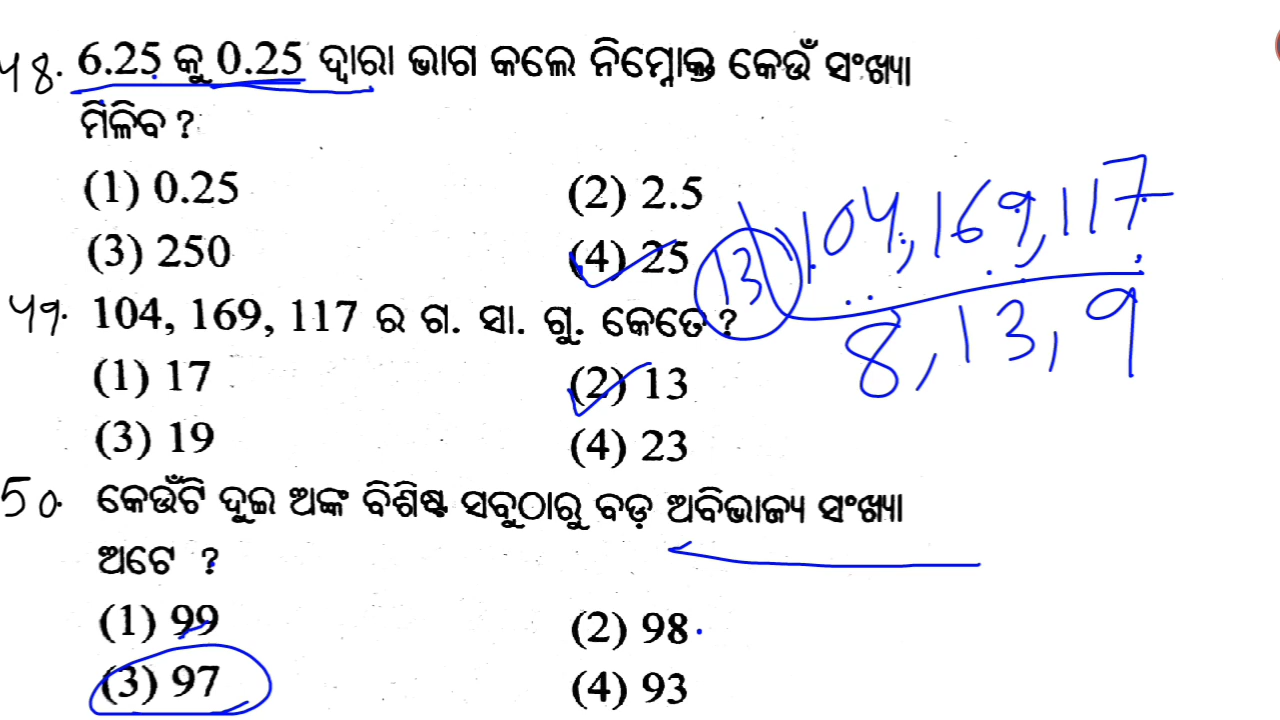 48. 6.25 କୁ 0.25 ଦ୍ୱାରା ଭାଗ କଲେ ନିମ୍ନୋକ୍ତ କେଉଁ ସଂଖ୍ୟା
ମିଳିବ ?
(1) 0.25 (2) 2.5
(3) 250 (4) 25
13 104, 169, 117
8, 13, 9
49. 104, 169, 117 ର ଗ. ସା. ଗୁ. କେତେ ?
(1) 17 (2) 13
(3) 19 (4) 23
50. କେଉଁଟି ଦୁଇ ଅଙ୍କ ବିଶିଷ୍ଟ ସବୁଠାରୁ ବଡ଼ ଅବିଭାଜ୍ୟ ସଂଖ୍ୟା
ଅଟେ ?
(1) 99 (2) 98
(3) 97 (4) 93